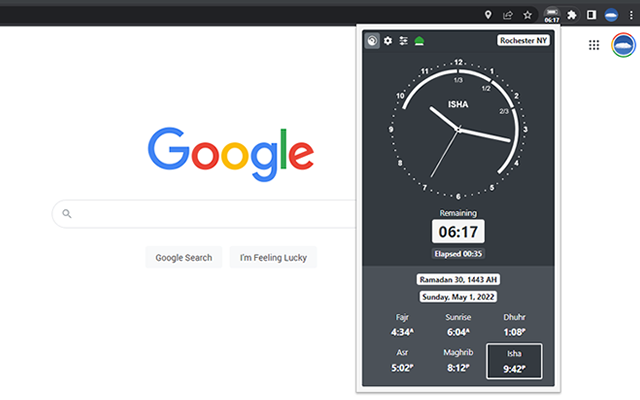 06:17
Rochester NY
12
11
1
1/3
1/2
10
2
ISHA
2/3
9
3
8
4
7
5
6
Google
Remaining
06:17
Google Search
I'm Feeling Lucky
Elapsed 00:35
Ramadan 30, 1443 AH
Sunday, May 1, 2022
Fajr Sunrise Dhuhr
4:34A 6:04A 1:08P
Asr Maghrib Isha
5:02P 8:12P 9:42P